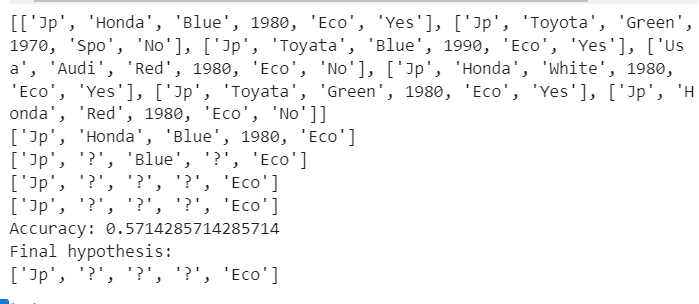 [['Jp', 'Honda', 'Blue', 1980, 'Eco', 'Yes'], ['Jp', 'Toyota', 'Green',
1970, 'Spo', 'No'], ['Jp', 'Toyata', 'Blue', 1990, 'Eco', 'Yes'], ['Us
a', 'Audi', 'Red', 1980, 'Eco', 'No'], ['Jp', 'Honda', 'White', 1980,
'Eco', 'Yes'], ['Jp', 'Toyata', 'Green', 1980, 'Eco', 'Yes'], ['Jp', 'H
onda', 'Red', 1980, 'Eco', 'No']]
['Jp', 'Honda', 'Blue', 1980, 'Eco']
['Jp', '?', 'Blue', '?', 'Eco']
['Jp', '?', '?', '?', 'Eco']
['Jp', '?', '?', '?', 'Eco']
Accuracy: 0.5714285714285714
Final hypothesis:
['Jp', '?', '?', '?', 'Eco']